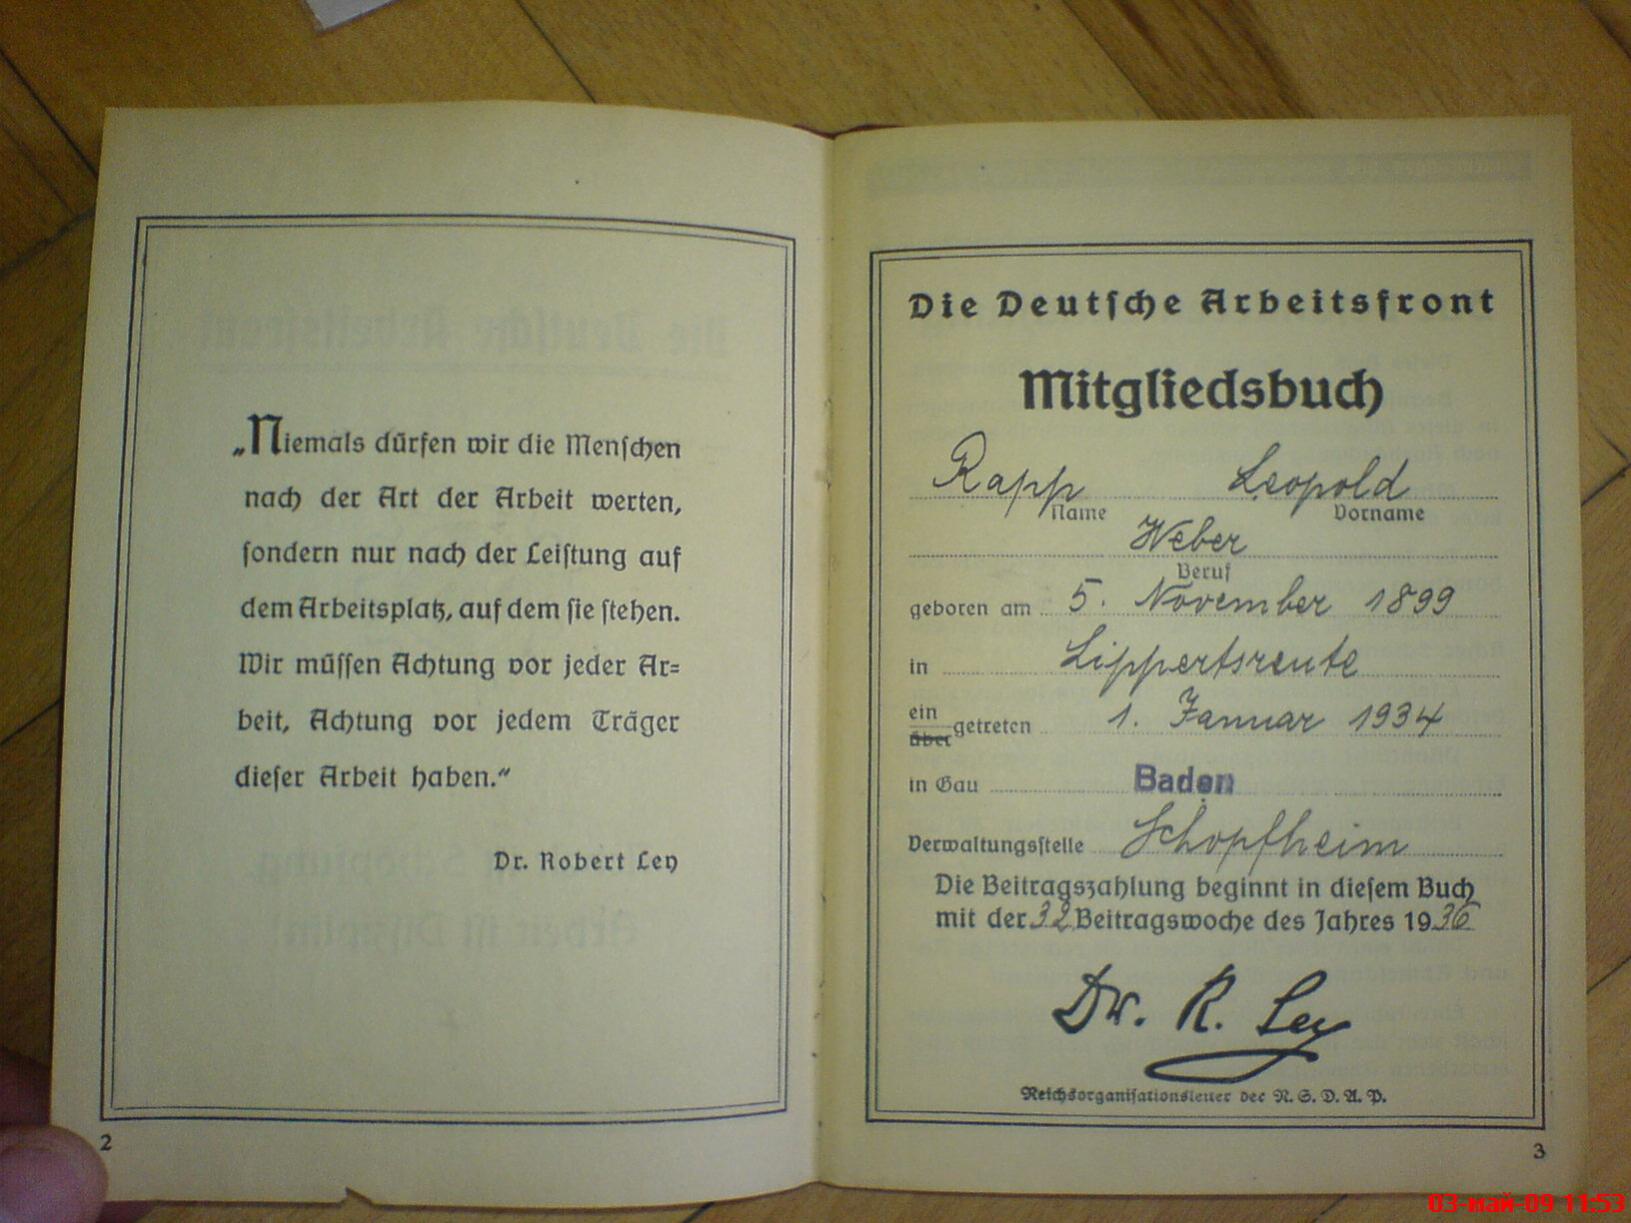 „Niemals dürfen wir die Menschen
nach der Art der Arbeit werten,
sondern nur nach der Leistung auf
dem Arbeitsplatz, auf dem sie stehen.
Wir müssen Achtung vor jeder Ar=
beit, Achtung vor jedem Träger
dieser Arbeit haben.“
Dr. Robert Ley
2
Die Deutsche Arbeitsfront
Mitgliedsbuch
Rapp Leopold
Name Vorname
Weber
Beruf
geboren am 5. November 1899
in Lippertsreute
ein
über getreten 1. Januar 1934
in Gau Baden
Verwaltungsstelle Schopfheim
Die Beitragszahlung beginnt in diesem Buch
mit der 32 Beitragswoche des Jahres 1936
Dr. R. Ley
Reichsorganisationsleiter der N.S.D.A.P.
3
03-май-09 11:53